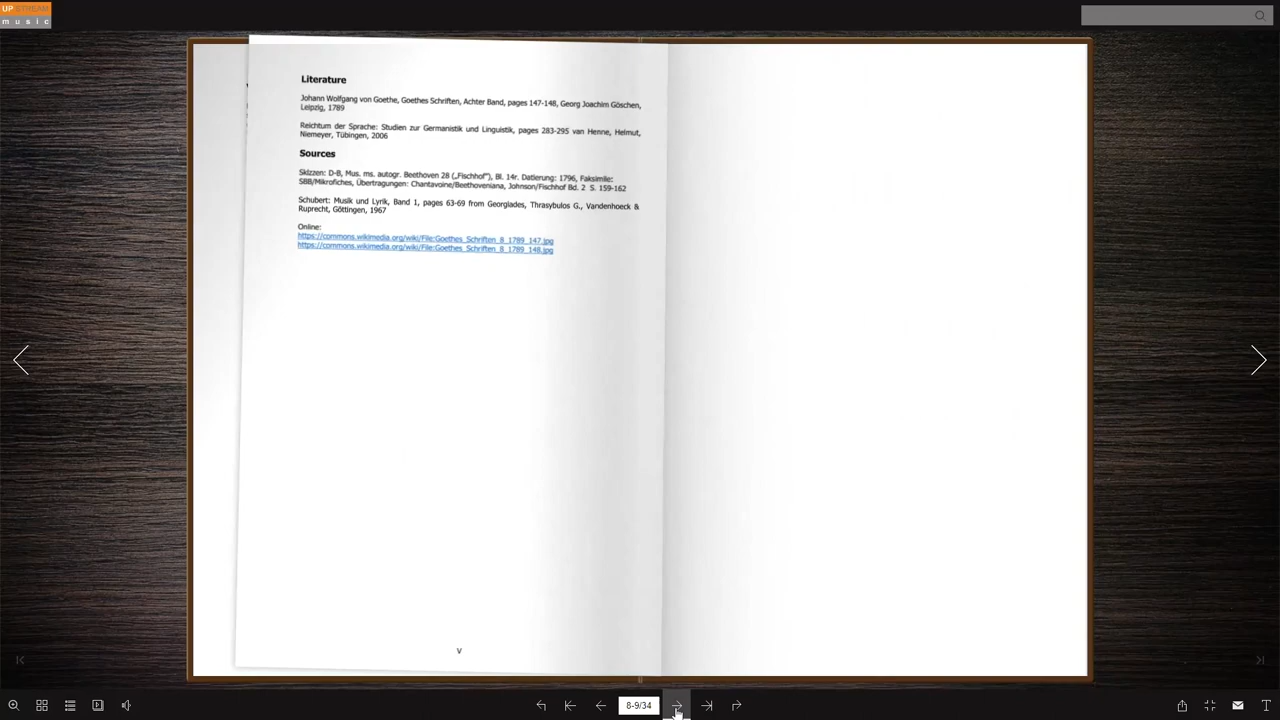 UP STREAM
music
Literature
Johann Wolfgang von Goethe, Goethes Schriften, Achter Band, pages 147-148, Georg Joachim Göschen,
Leipzig, 1789
Reichtum der Sprache: Studien zur Germanistik und Linguistik, pages 283-295 van Henne, Helmut,
Niemeyer, Tübingen, 2006
Sources
Skizzen: D-B, Mus. ms. autogr. Beethoven 28 („Fischhof"), Bl. 14r. Datierung: 1796, Faksimile:
SBB/Mikrofiches, Übertragungen: Chantavoine/Beethoveniana, Johnson/Fischhof Bd. 2 S. 159-162
Schubert: Musik und Lyrik, Band 1, pages 63-69 from Georgiades, Thrasybulos G., Vandenhoeck &
Ruprecht, Göttingen, 1967
Online:
https://commons.wikimedia.org/wiki/File:Goethes_Schriften_8_1789_147.jpg
https://commons.wikimedia.org/wiki/File:Goethes_Schriften_8_1789_148.jpg
v
8-9/34